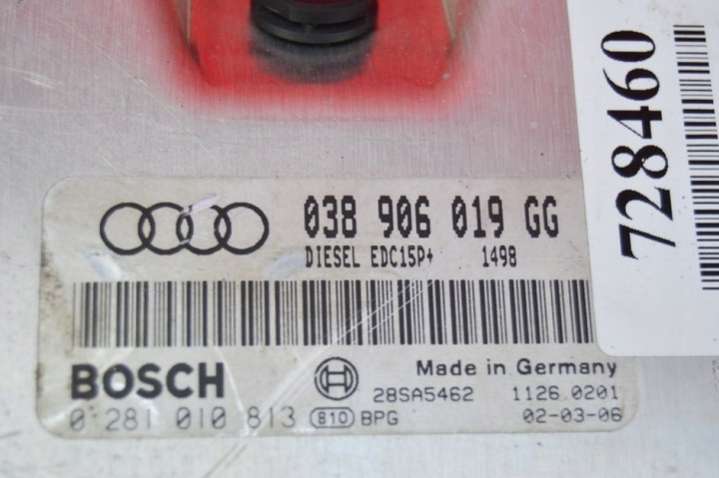 038 906 019 GG
DIESEL EDC15P+ 1498
BOSCH
Made in Germany
28SA5462 1126.0201
0 281 010 813 810 BPG 02-03-06
728460